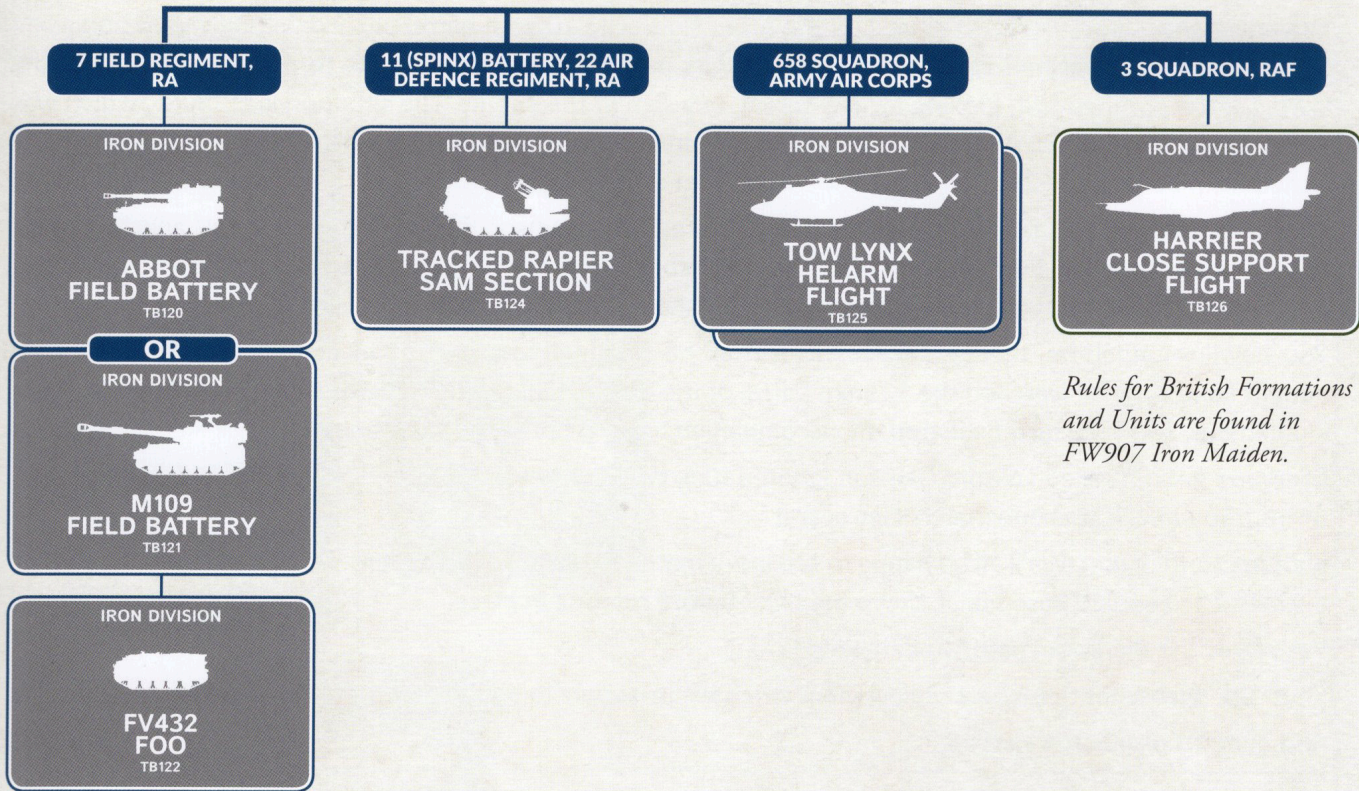 7 FIELD REGIMENT,
RA
IRON DIVISION
ABBOT
FIELD BATTERY
TB120
OR
IRON DIVISION
M109
FIELD BATTERY
TB121
IRON DIVISION
FV432
FOO
TB122
11 (SPINX) BATTERY, 22 AIR
DEFENCE REGIMENT, RA
IRON DIVISION
TRACKED RAPIER
SAM SECTION
TB124
658 SQUADRON,
ARMY AIR CORPS
IRON DIVISION
TOW LYNX
HELARM
FLIGHT
TB125
3 SQUADRON, RAF
IRON DIVISION
HARRIER
CLOSE SUPPORT
FLIGHT
TB126
Rules for British Formations
and Units are found in
FW907 Iron Maiden.